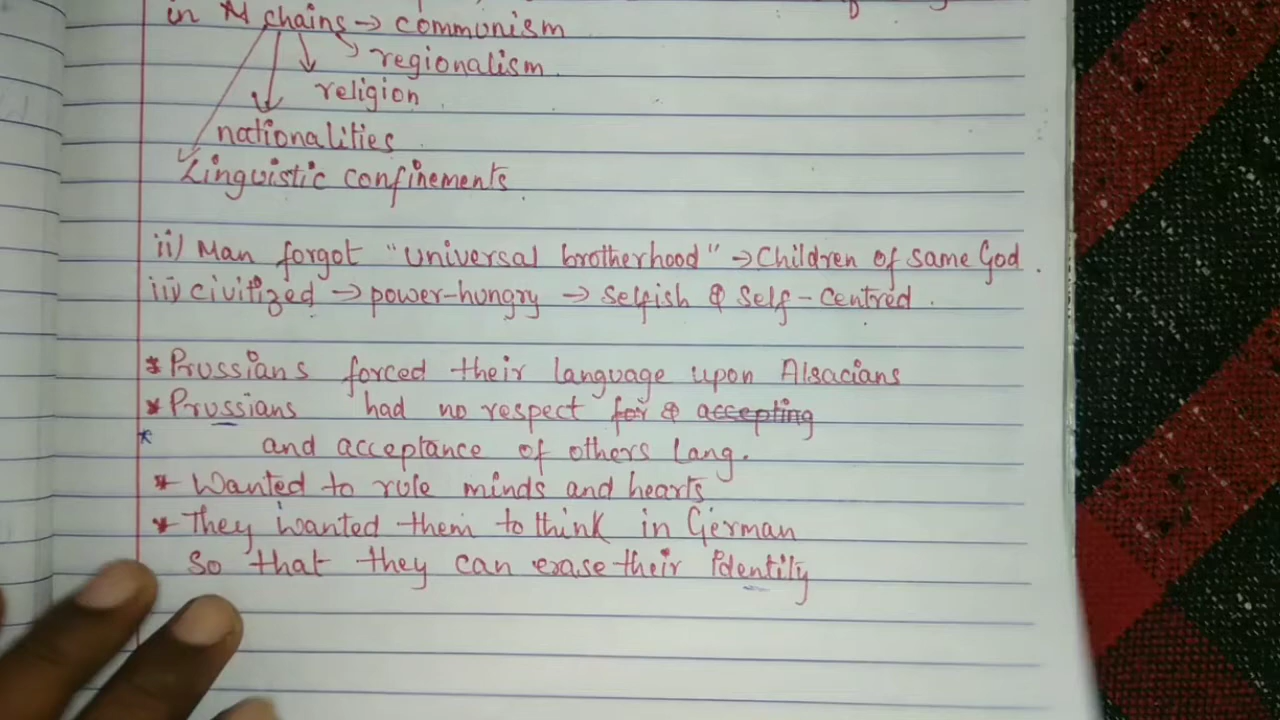 in chains → communism
regionalism
religion
nationalities
Linguistic confinements
ii) Man forgot "universal brotherhood" → Children of same God.
iii) civilized → power-hungry → Selfish & Self-Centred.
* Prussians forced their language upon Alsacians
* Prussians had no respect for & accepting
* and acceptance of others lang.
* Wanted to rule minds and hearts
* They wanted them to think in German
So that they can erase their identity